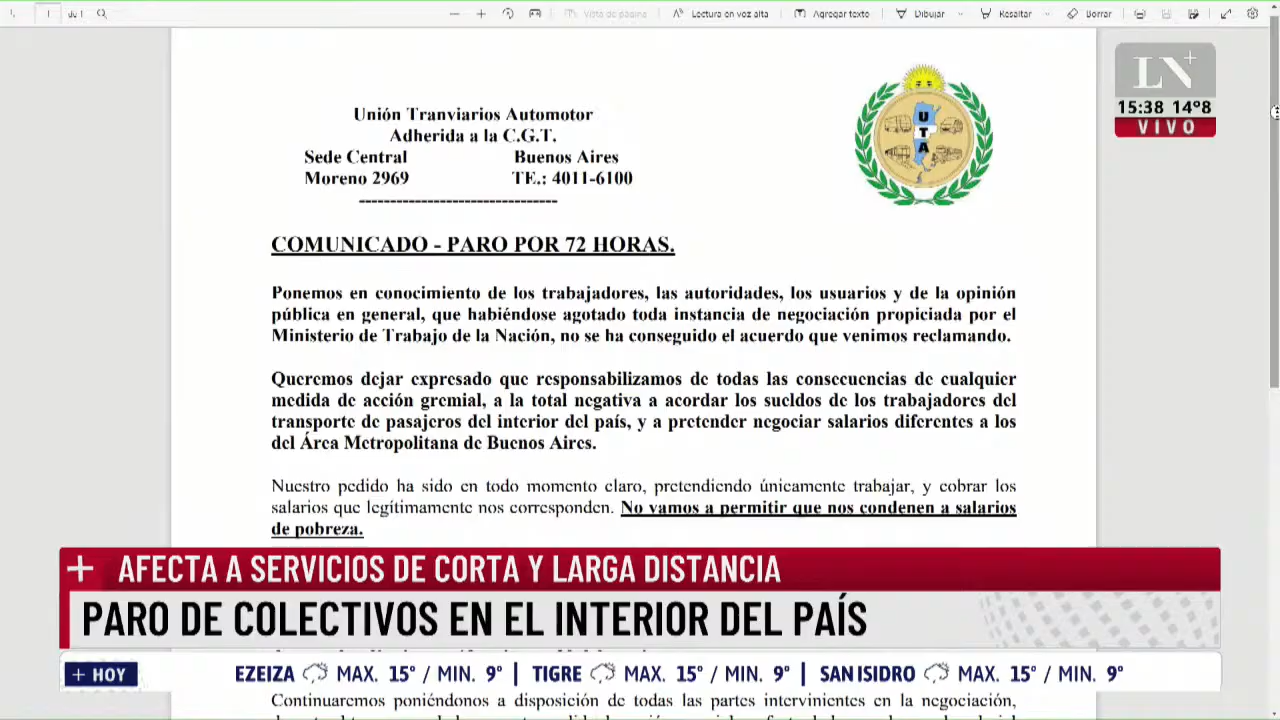 1
de 1
Vista de página
Lectura en voz alta
Agregar texto
Dibujar
Resaltar
Borrar
LN+
15:38 14°8
VIVO
Unión Tranviarios Automotor
Adherida a la C.G.T.
Sede Central Buenos Aires
Moreno 2969 TE.: 4011-6100
--------------------------------
UTA
COMUNICADO - PARO POR 72 HORAS.
Ponemos en conocimiento de los trabajadores, las autoridades, los usuarios y de la opinión
pública en general, que habiéndose agotado toda instancia de negociación propiciada por el
Ministerio de Trabajo de la Nación, no se ha conseguido el acuerdo que venimos reclamando.
Queremos dejar expresado que responsabilizamos de todas las consecuencias de cualquier
medida de acción gremial, a la total negativa a acordar los sueldos de los trabajadores del
transporte de pasajeros del interior del país, y a pretender negociar salarios diferentes a los
del Área Metropolitana de Buenos Aires.
Nuestro pedido ha sido en todo momento claro, pretendiendo únicamente trabajar, y cobrar los
salarios que legítimamente nos corresponden. No vamos a permitir que nos condenen a salarios
de pobreza.
+ AFECTA A SERVICIOS DE CORTA Y LARGA DISTANCIA
PARO DE COLECTIVOS EN EL INTERIOR DEL PAÍS
+ HOY EZEIZA MAX. 15° / MIN. 9° | TIGRE MAX. 15° / MIN. 9° | SAN ISIDRO MAX. 15° / MIN. 9°
Continuaremos poniéndonos a disposición de todas las partes intervinientes en la negociación,